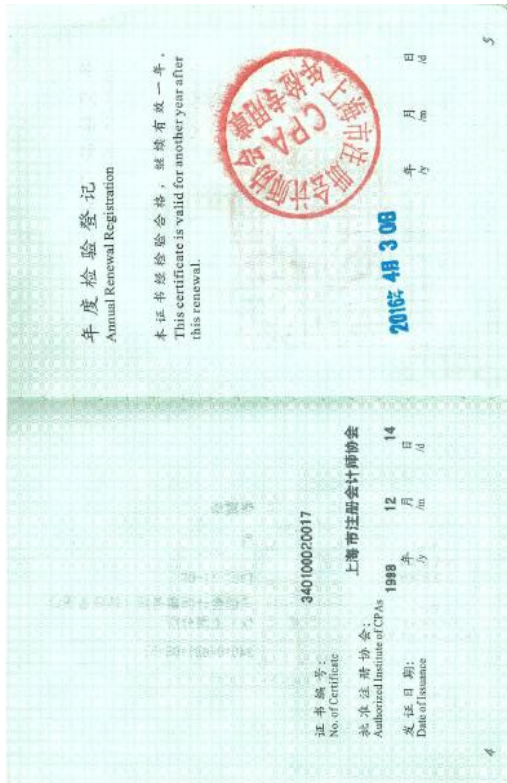 证书编号: 340100020017
No. of Certificate
批准注册协会: 上海市注册会计师协会
Authorized Institute of CPAs
发证日期: 1998 年 12 月 14 日
Date of Issuance /y /m /d
4
年度检验登记
Annual Renewal Registration
本证书经检验合格，继续有效一年.
This certificate is valid for another year after
this renewal.
上海市注册会计师协会
CPA
年检专用章
2016年 4月 3 0日
年 月 日
/y /m /d
5